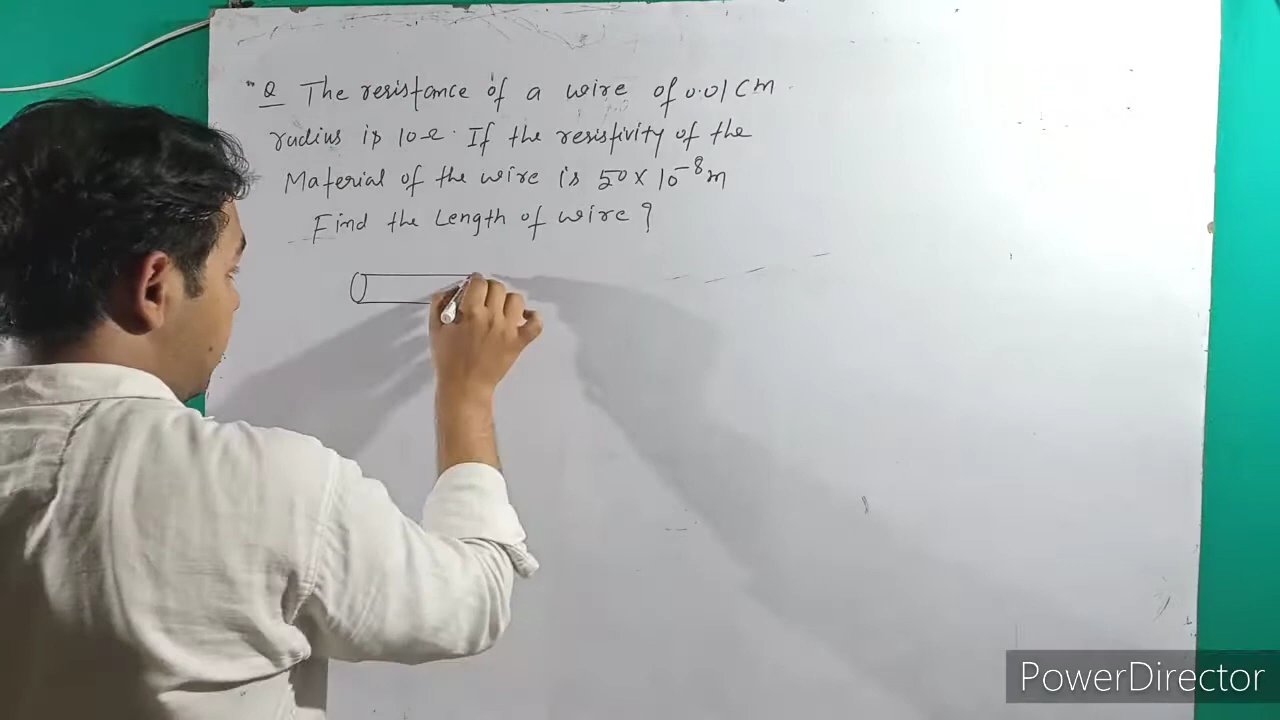 "Q The resistance of a wire of 0.01 cm
radius is 10Ω. If the resistivity of the
Material of the wire is 50 × 10⁻⁸ m
Find the Length of wire?
PowerDirector